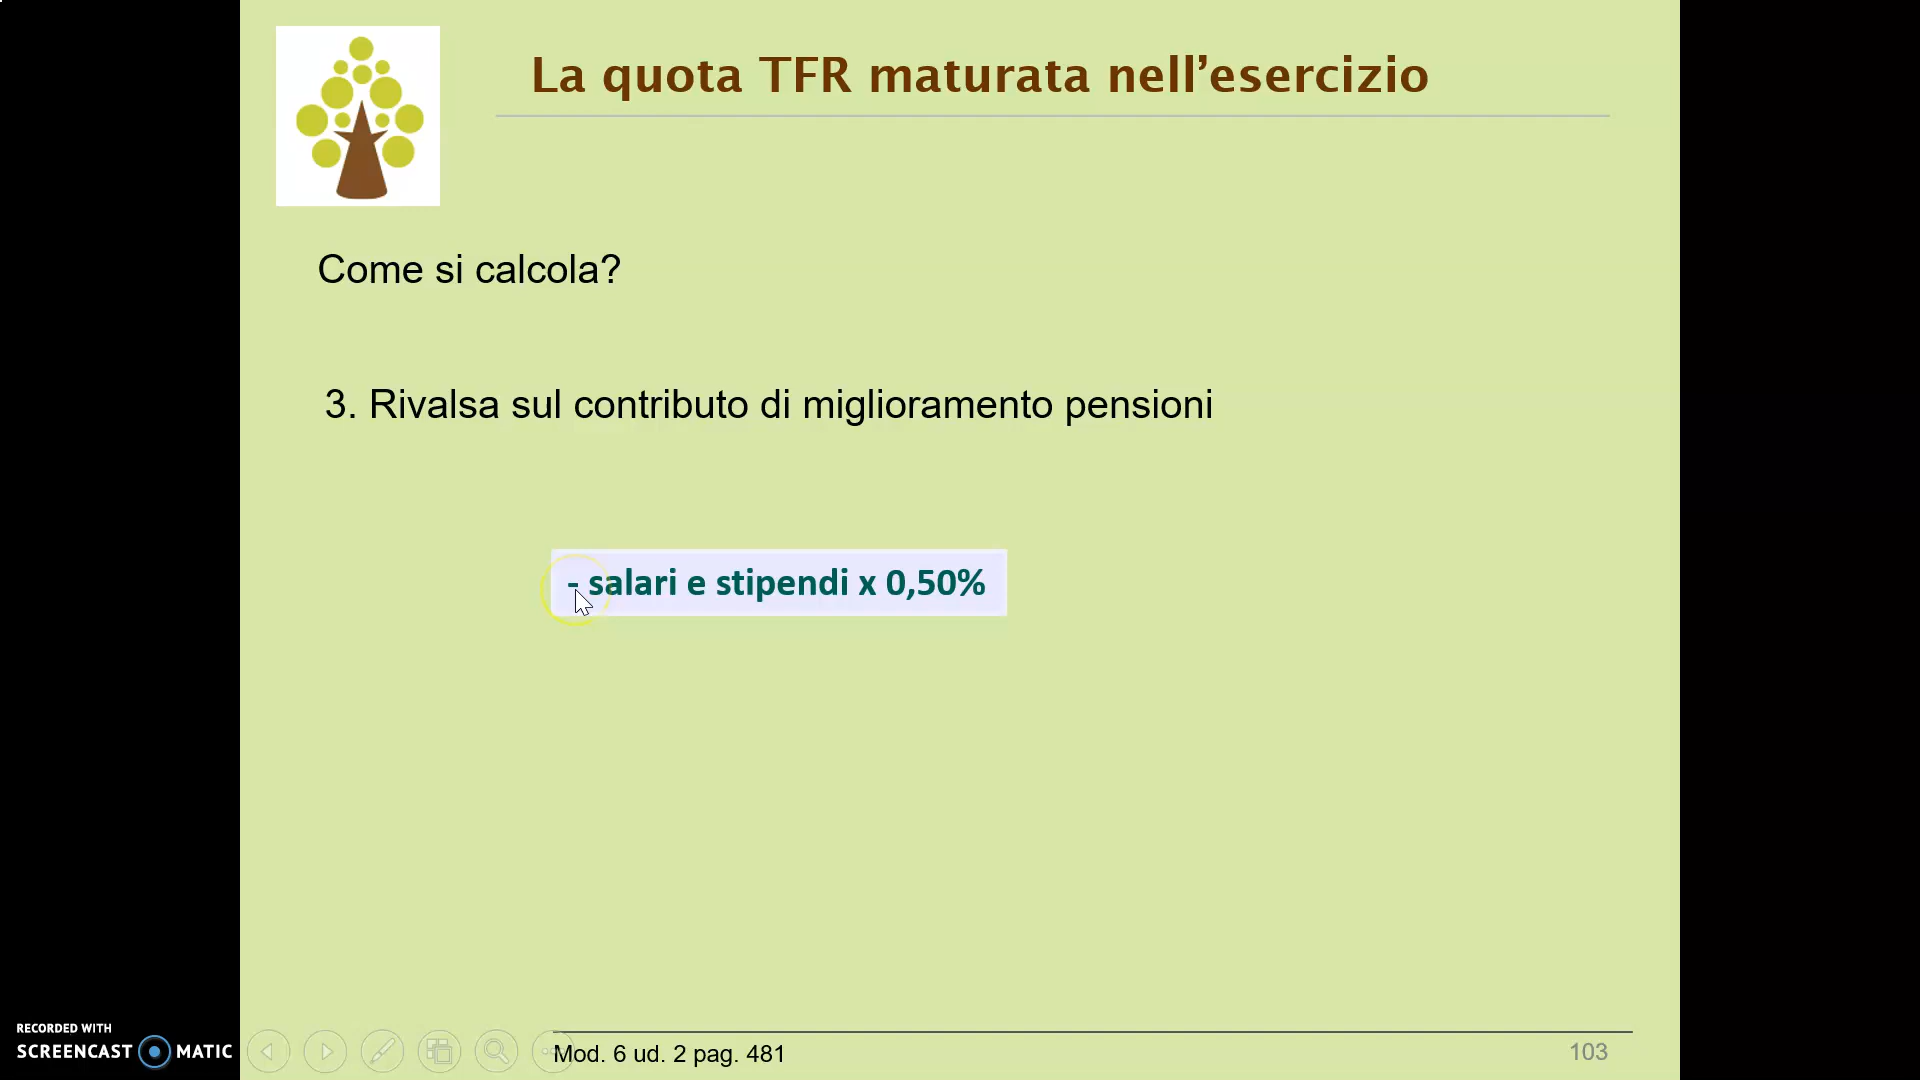 La quota TFR maturata nell’esercizio
Come si calcola?
3. Rivalsa sul contributo di miglioramento pensioni
- salari e stipendi x 0,50%
RECORDED WITH
SCREENCAST MATIC
Mod. 6 ud. 2 pag. 481
103